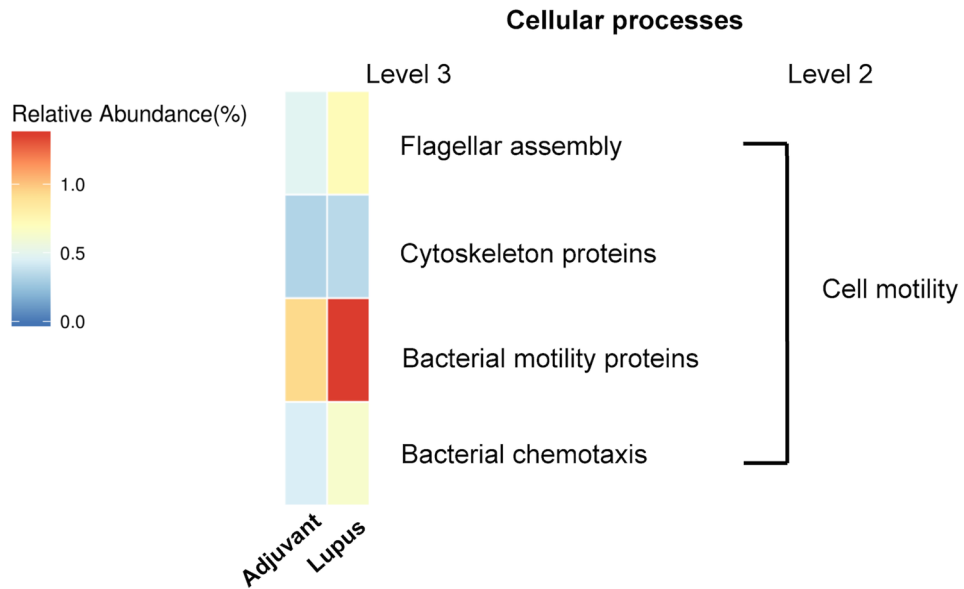 Cellular processes
Level 3
Level 2
Relative Abundance(%)
1.0
0.5
0.0
Flagellar assembly
Cytoskeleton proteins
Bacterial motility proteins
Bacterial chemotaxis
Cell motility
Adjuvant
Lupus